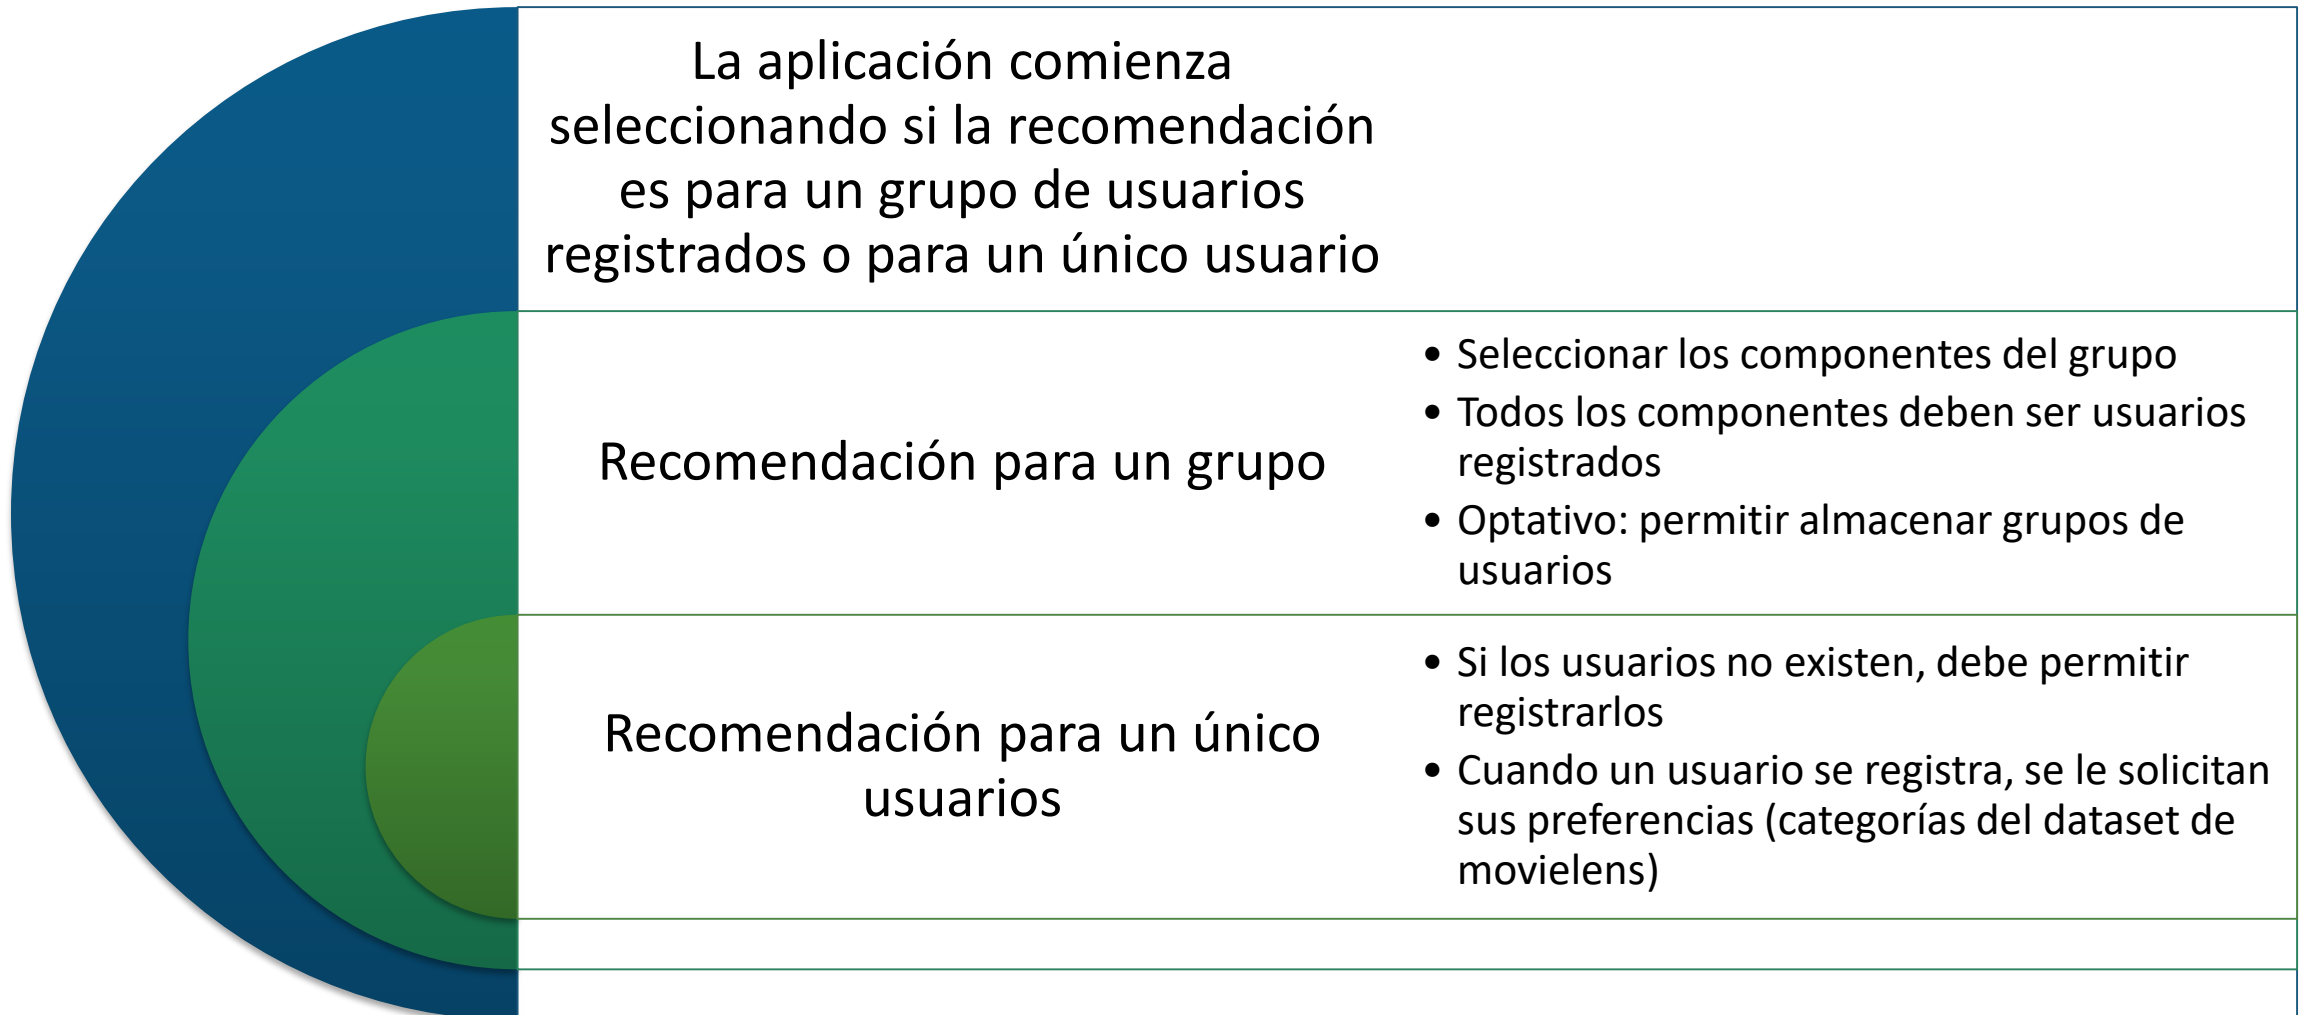 La aplicación comienza
seleccionando si la recomendación
es para un grupo de usuarios
registrados o para un único usuario
Recomendación para un grupo
• Seleccionar los componentes del grupo
• Todos los componentes deben ser usuarios
registrados
• Optativo: permitir almacenar grupos de
usuarios
Recomendación para un único
usuarios
• Si los usuarios no existen, debe permitir
registrarlos
• Cuando un usuario se registra, se le solicitan
sus preferencias (categorías del dataset de
movielens)